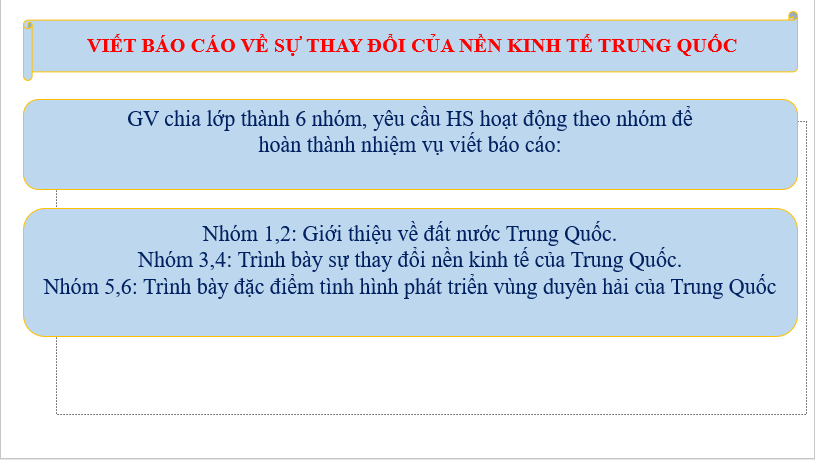 VIẾT BÁO CÁO VỀ SỰ THAY ĐỔI CỦA NỀN KINH TẾ TRUNG QUỐC
GV chia lớp thành 6 nhóm, yêu cầu HS hoạt động theo nhóm để
hoàn thành nhiệm vụ viết báo cáo:
Nhóm 1,2: Giới thiệu về đất nước Trung Quốc.
Nhóm 3,4: Trình bày sự thay đổi nền kinh tế của Trung Quốc.
Nhóm 5,6: Trình bày đặc điểm tình hình phát triển vùng duyên hải của Trung Quốc